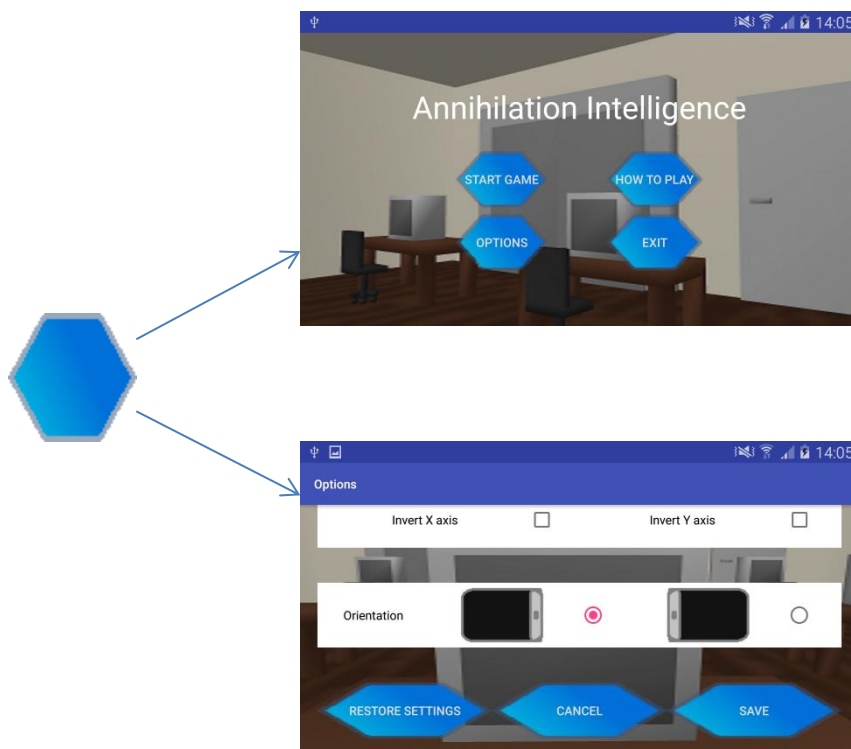 14:05
Annihilation Intelligence
START GAME HOW TO PLAY
OPTIONS EXIT
14:05
Options
Invert X axis Invert Y axis
Orientation
RESTORE SETTINGS CANCEL SAVE